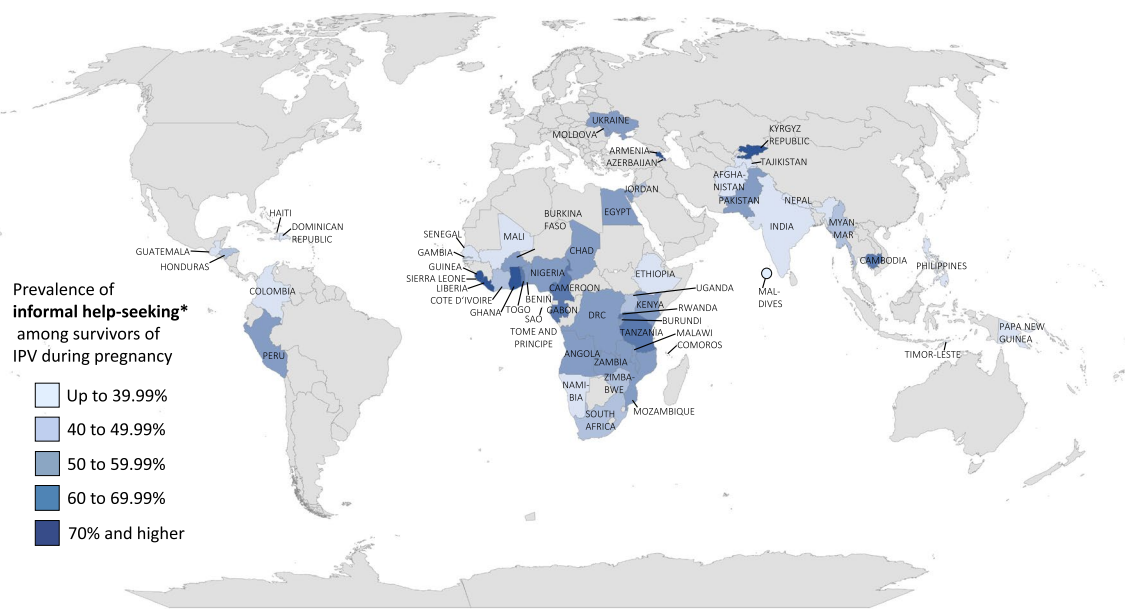 UKRAINE
MOLDOVA
KYRGYZ
REPUBLIC
ARMENIA
AZERBAIJAN
TAJIKISTAN
AFGHA-
NISTAN
JORDAN
PAKISTAN
NEPAL
EGYPT
HAITI
DOMINICAN
REPUBLIC
BURKINA
FASO
SENEGAL
MALI
INDIA
MYAN-
MAR
GUATEMALA
HONDURAS
GAMBIA
CHAD
GUINEA
SIERRA LEONE
LIBERIA
COTE D'IVOIRE
GHANA
TOGO
BENIN
NIGERIA
CAMEROON
ETHIOPIA
CAMBODIA
PHILIPPINES
COLOMBIA
UGANDA
MAL-
DIVES
SAO
TOME AND
PRINCIPE
GABON
DRC
KENYA
RWANDA
BURUNDI
TANZANIA
MALAWI
COMOROS
PAPA NEW
GUINEA
TIMOR-LESTE
PERU
ANGOLA
ZAMBIA
NAMI-
BIA
ZIMBA-
BWE
MOZAMBIQUE
SOUTH
AFRICA
Prevalence of
informal help-seeking*
among survivors of
IPV during pregnancy
Up to 39.99%
40 to 49.99%
50 to 59.99%
60 to 69.99%
70% and higher